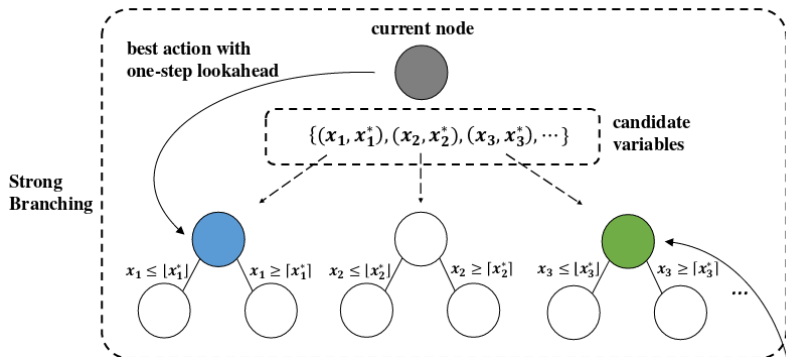 current node
best action with
one-step lookahead
{(x₁, x₁*), (x₂, x₂*), (x₃, x₃*), ⋯}
candidate
variables
Strong
Branching
x₁ ≤ ⌊x₁*⌋
x₁ ≥ ⌈x₁*⌉
x₂ ≤ ⌊x₂*⌋
x₂ ≥ ⌈x₂*⌉
x₃ ≤ ⌊x₃*⌋
x₃ ≥ ⌈x₃*⌉
...